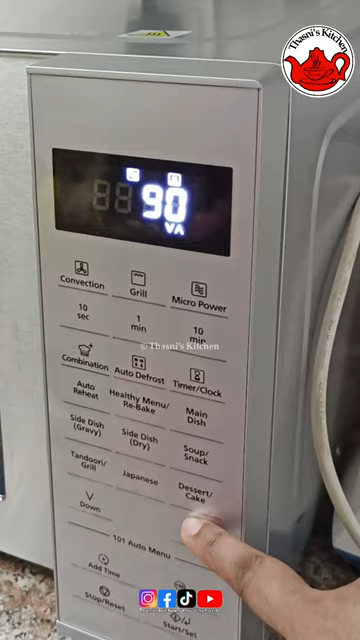 Thasni's Kitchen
90
Convection
Grill
Micro Power
10
sec
1
min
10
min
© Thasni's Kitchen
Combination
Auto Defrost
Timer/Clock
Auto
Reheat
Healthy Menu/
Re-Bake
Main
Dish
Side Dish
(Gravy)
Side Dish
(Dry)
Soup/
Snack
Tandoori/
Grill
Japanese
Dessert/
Cake
Down
101 Auto Menu
Add Time
Stop/Reset
Start/Set